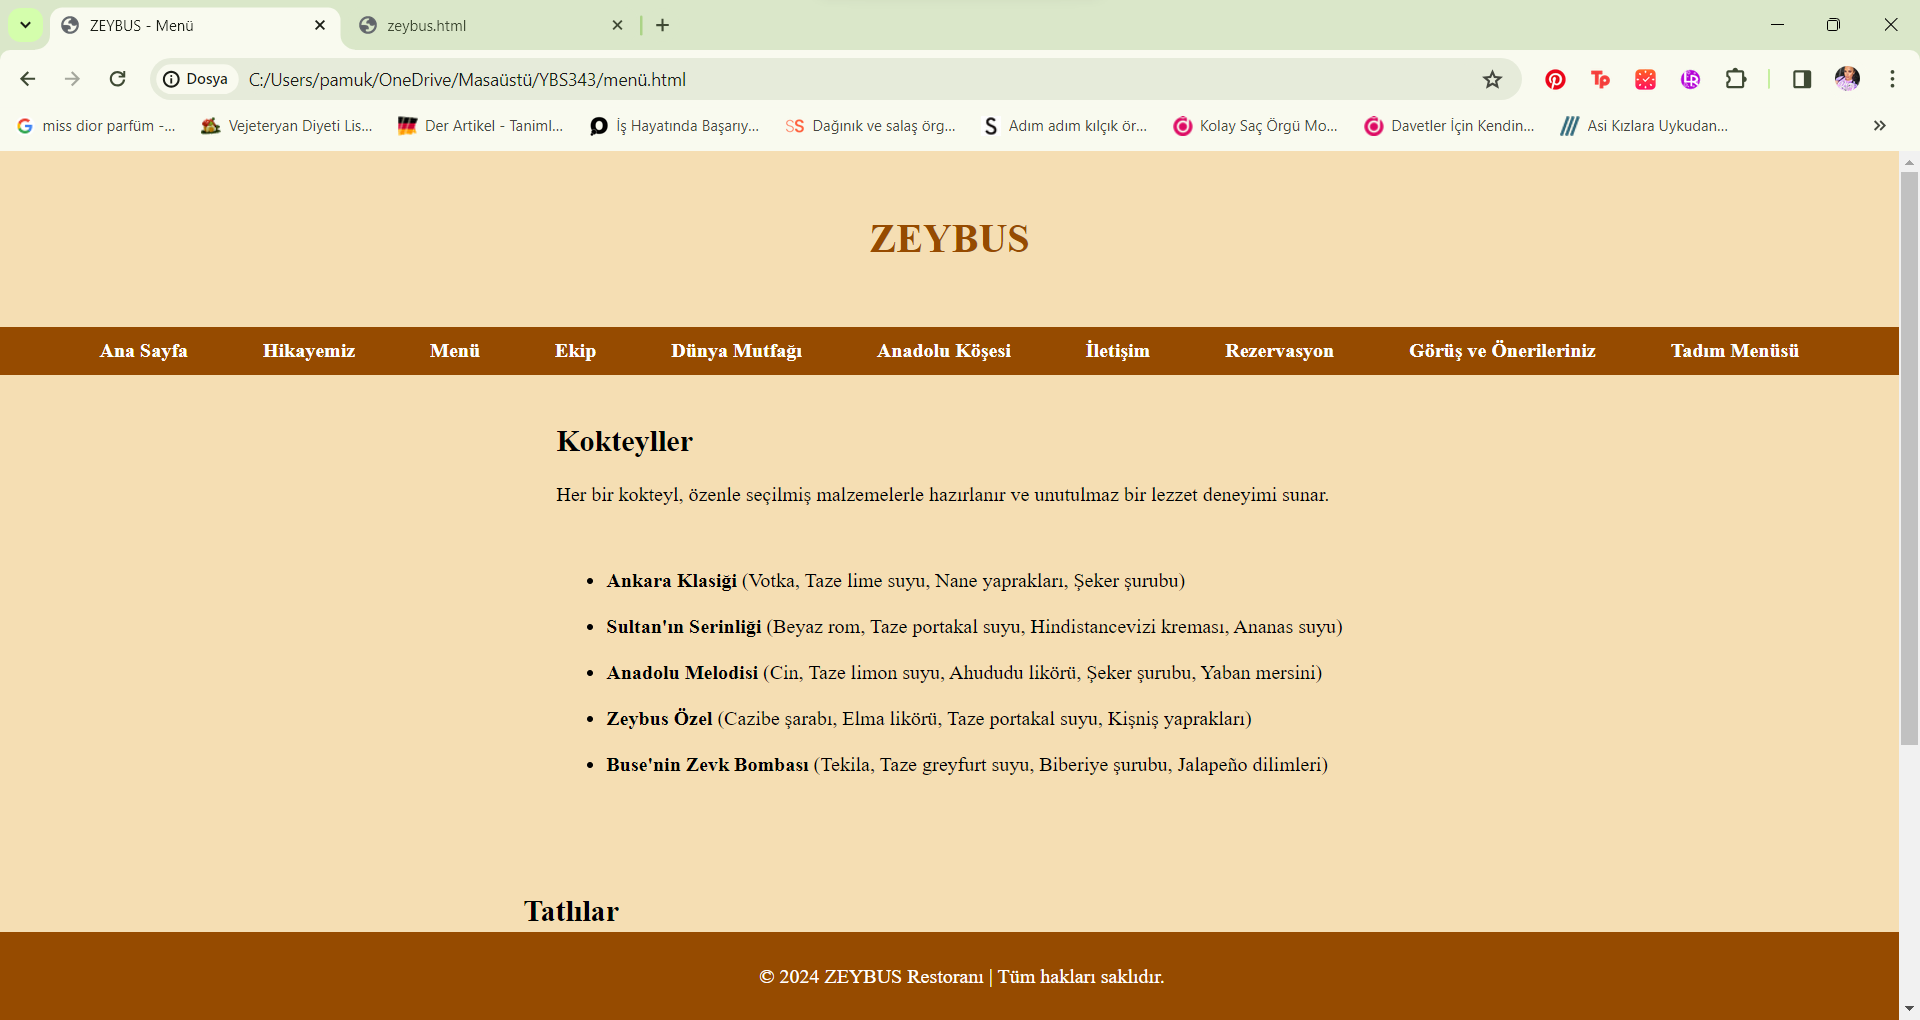 ZEYBUS - Menü
zeybus.html
Dosya C:/Users/pamuk/OneDrive/Masaüstü/YBS343/menü.html
miss dior parfüm -... Vejeteryan Diyeti Lis... Der Artikel - Taniml... İş Hayatında Başarıy... SS Dağınık ve salaş örg... S Adım adım kılçık ör... Kolay Saç Örgü Mo... Davetler İçin Kendin... Asi Kızlara Uykudan...
ZEYBUS
Ana Sayfa Hikayemiz Menü Ekip Dünya Mutfağı Anadolu Köşesi İletişim Rezervasyon Görüş ve Önerileriniz Tadım Menüsü
Kokteyller
Her bir kokteyl, özenle seçilmiş malzemelerle hazırlanır ve unutulmaz bir lezzet deneyimi sunar.
• Ankara Klasiği (Votka, Taze lime suyu, Nane yaprakları, Şeker şurubu)
• Sultan'ın Serinliği (Beyaz rom, Taze portakal suyu, Hindistancevizi kreması, Ananas suyu)
• Anadolu Melodisi (Cin, Taze limon suyu, Ahududu likörü, Şeker şurubu, Yaban mersini)
• Zeybus Özel (Cazibe şarabı, Elma likörü, Taze portakal suyu, Kişniş yaprakları)
• Buse'nin Zevk Bombası (Tekila, Taze greyfurt suyu, Biberiye şurubu, Jalapeño dilimleri)
Tatlılar
© 2024 ZEYBUS Restoranı | Tüm hakları saklıdır.